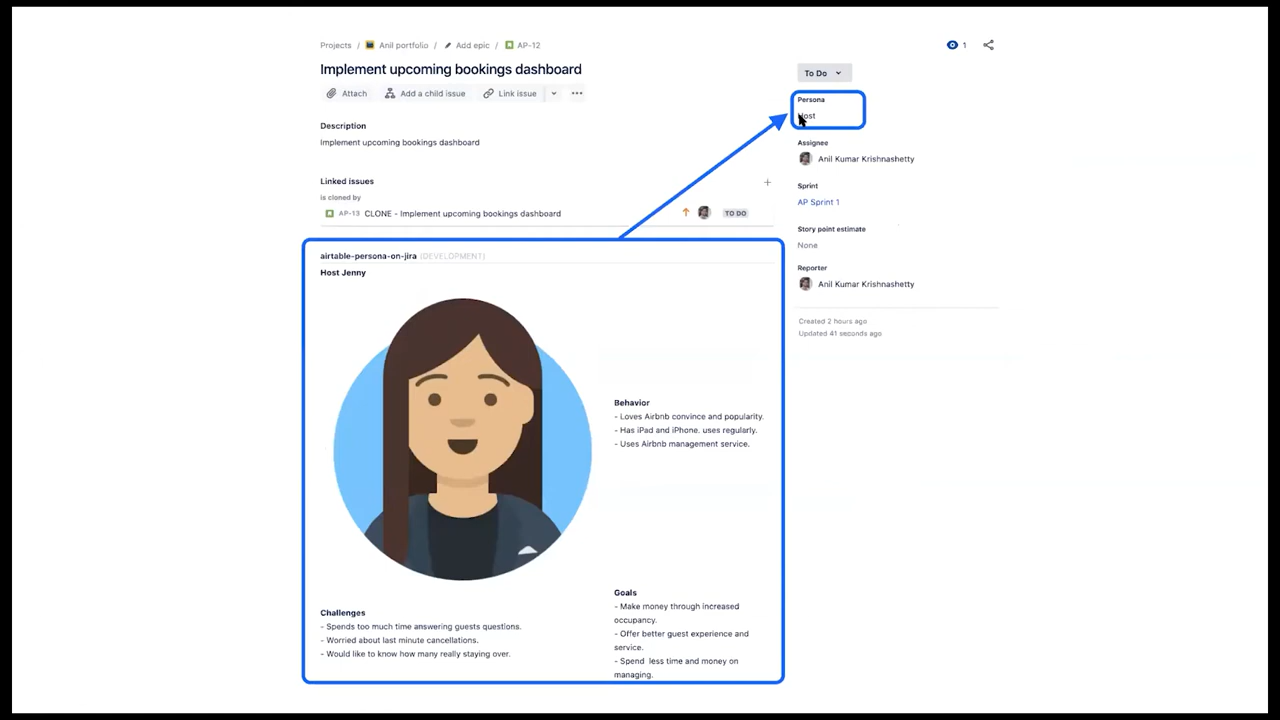 Projects / Anil portfolio / Add epic / AP-12
1
Implement upcoming bookings dashboard
To Do
Attach
Add a child issue
Link issue
Persona
Host
Description
Implement upcoming bookings dashboard
Assignee
Anil Kumar Krishnashetty
Linked issues
is cloned by
AP-13 CLONE - Implement upcoming bookings dashboard
TO DO
Sprint
AP Sprint 1
Story point estimate
None
Reporter
Anil Kumar Krishnashetty
Created 2 hours ago
Updated 41 seconds ago
airtable-persona-on-jira (DEVELOPMENT)
Host Jenny
Behavior
- Loves Airbnb convince and popularity.
- Has iPad and iPhone. uses regularly.
- Uses Airbnb management service.
Challenges
- Spends too much time answering guests questions.
- Worried about last minute cancellations.
- Would like to know how many really staying over.
Goals
- Make money through increased
occupancy.
- Offer better guest experience and
service.
- Spend less time and money on
managing.